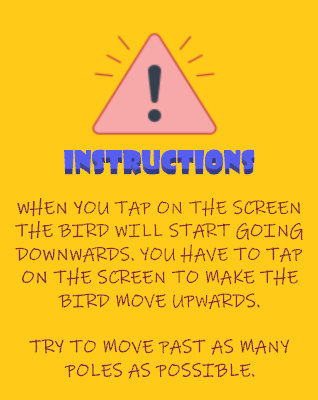 INSTRUCTIONS
WHEN YOU TAP ON THE SCREEN
THE BIRD WILL START GOING
DOWNWARDS. YOU HAVE TO TAP
ON THE SCREEN TO MAKE THE
BIRD MOVE UPWARDS.
TRY TO MOVE PAST AS MANY
POLES AS POSSIBLE.